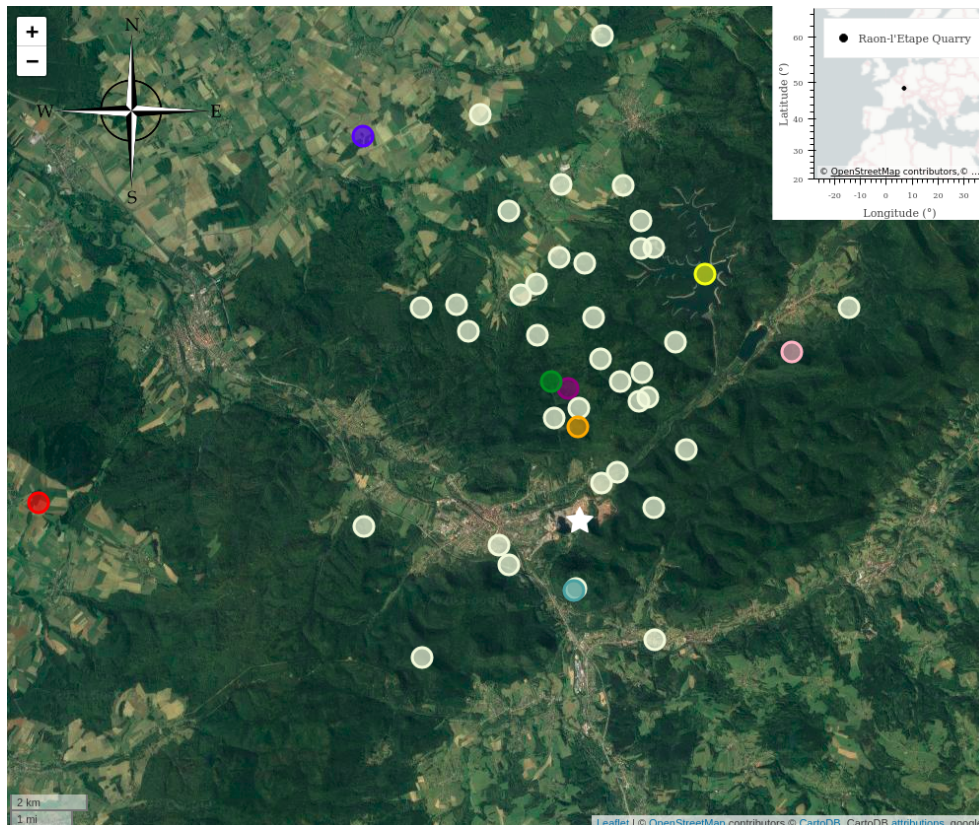 +
−
N
W
E
S
Raon-l'Etape Quarry
Latitude (°)
60
50
40
30
20
© OpenStreetMap contributors,© ...
-20
-10
0
10
20
30
Longitude (°)
2 km
1 mi
Leaflet | © OpenStreetMap contributors © CartoDB, CartoDB attributions, google